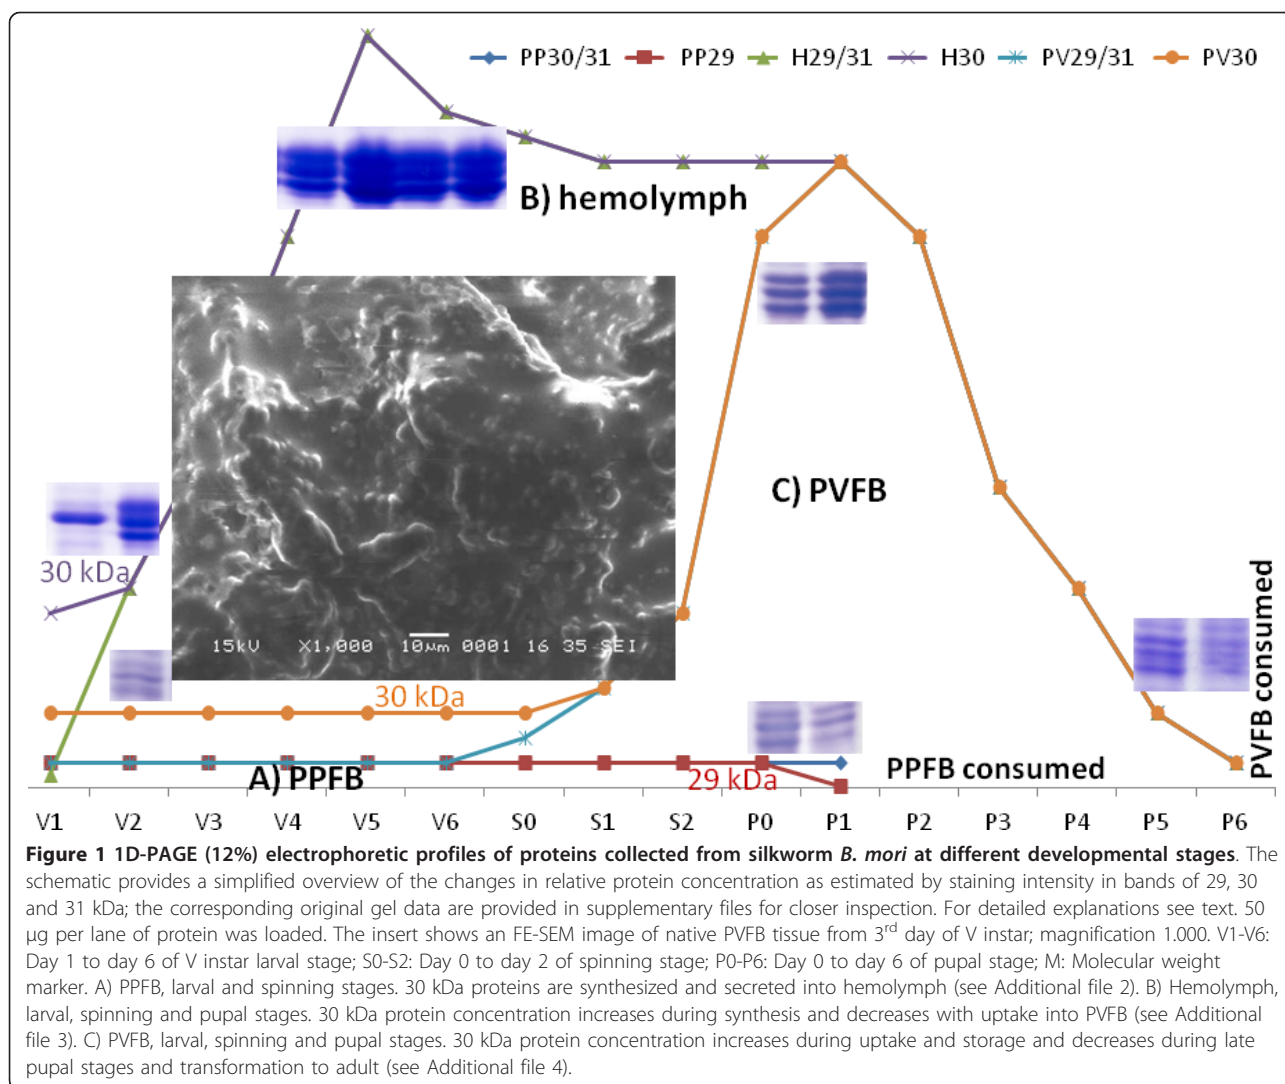 PP30/31 PP29 H29/31 H30 PV29/31 PV30
B) hemolymph
C) PVFB
30 kDa
15kV X1,000 10μm 0001 16 35 SEI
30 kDa
PVFB consumed
A) PPFB
29 kDa
PPFB consumed
V1 V2 V3 V4 V5 V6 S0 S1 S2 P0 P1 P2 P3 P4 P5 P6
Figure 1 1D-PAGE (12%) electrophoretic profiles of proteins collected from silkworm B. mori at different developmental stages. The
schematic provides a simplified overview of the changes in relative protein concentration as estimated by staining intensity in bands of 29, 30
and 31 kDa; the corresponding original gel data are provided in supplementary files for closer inspection. For detailed explanations see text. 50
μg per lane of protein was loaded. The insert shows an FE-SEM image of native PVFB tissue from 3rd day of V instar; magnification 1.000. V1-V6:
Day 1 to day 6 of V instar larval stage; S0-S2: Day 0 to day 2 of spinning stage; P0-P6: Day 0 to day 6 of pupal stage; M: Molecular weight
marker. A) PPFB, larval and spinning stages. 30 kDa proteins are synthesized and secreted into hemolymph (see Additional file 2). B) Hemolymph,
larval, spinning and pupal stages. 30 kDa protein concentration increases during synthesis and decreases with uptake into PVFB (see Additional
file 3). C) PVFB, larval, spinning and pupal stages. 30 kDa protein concentration increases during uptake and storage and decreases during late
pupal stages and transformation to adult (see Additional file 4).